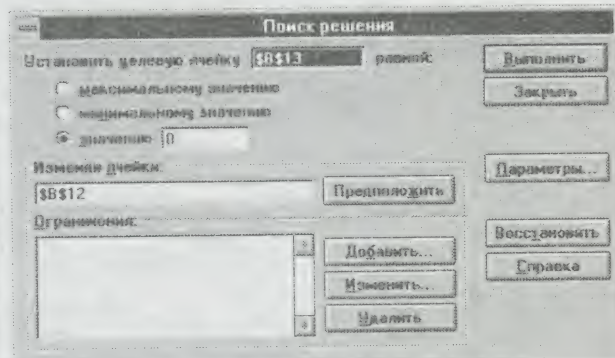 Поиск решения
Установить целевую ячейку $B$13 равной:
максимальному значению
минимальному значению
значению 0
Изменяя ячейки:
$B$12
Предположить
Ограничения:
Добавить...
Изменить...
Удалить
Выполнить
Закрыть
Параметры...
Восстановить
Справка